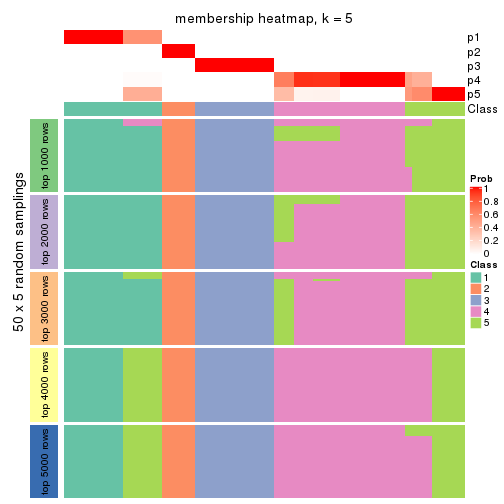 membership heatmap, k = 5
p1
p2
p3
p4
p5
Class
50 x 5 random samplings
top 1000 rows
top 2000 rows
top 3000 rows
top 4000 rows
top 5000 rows
Prob
1
0.8
0.6
0.4
0.2
0
Class
1
2
3
4
5